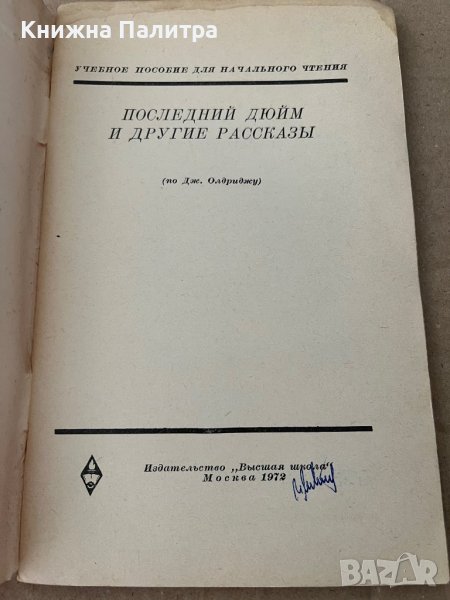 Книжна Палитра
УЧЕБНОЕ ПОСОБИЕ ДЛЯ НАЧАЛЬНОГО ЧТЕНИЯ
ПОСЛЕДНИЙ ДЮЙМ
И ДРУГИЕ РАССКАЗЫ
(по Дж. Олдриджу)
Издательство „Высшая школа“
Москва 1972
BAZAR